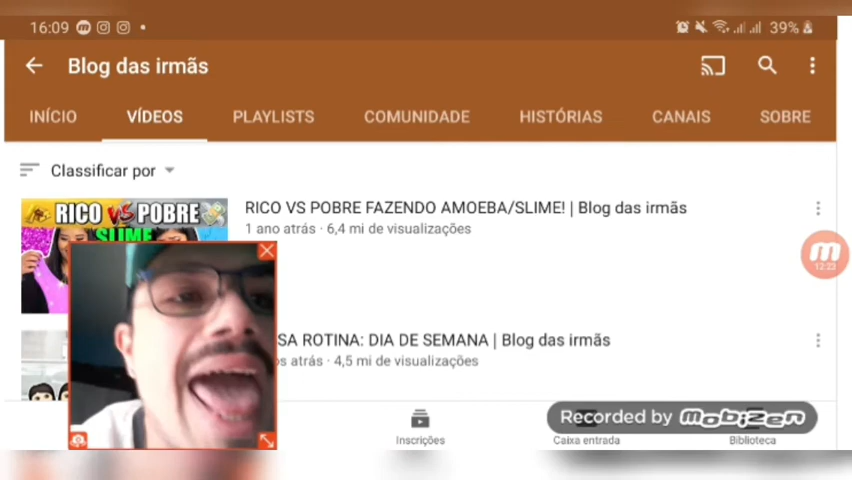 16:09 39%
Blog das irmãs
INÍCIO VÍDEOS PLAYLISTS COMUNIDADE HISTÓRIAS CANAIS SOBRE
Classificar por
RICO VS POBRE
SLIME
RICO VS POBRE FAZENDO AMOEBA/SLIME! | Blog das irmãs
1 ano atrás · 6,4 mi de visualizações
12:23
SA ROTINA: DIA DE SEMANA | Blog das irmãs
os atrás · 4,5 mi de visualizações
Recorded by mobizen
Inscrições Caixa entrada Biblioteca